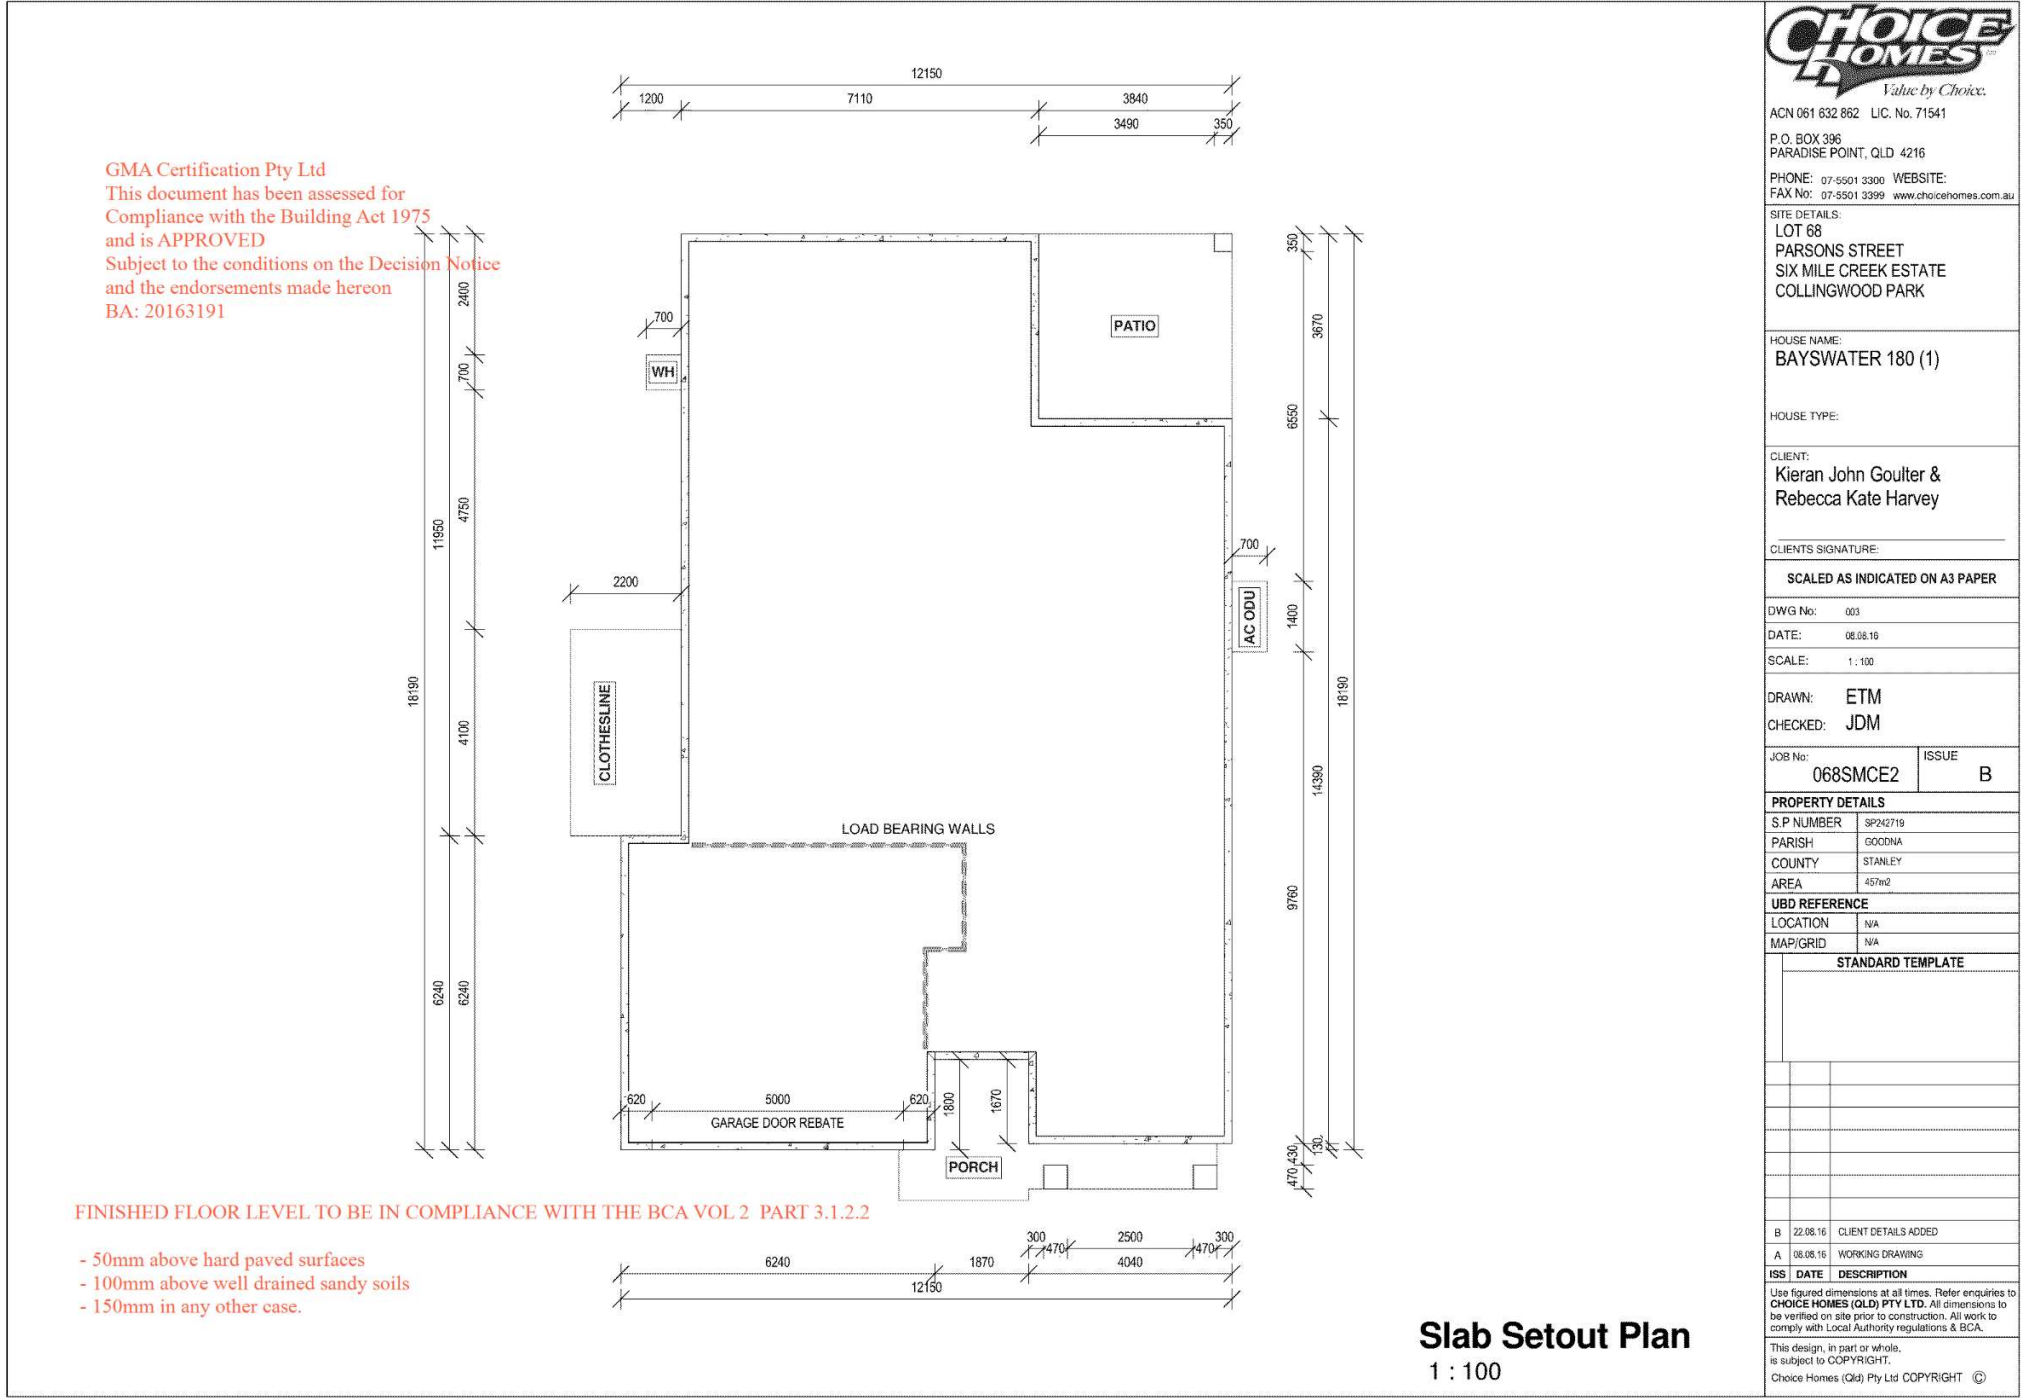 12150
1200
7110
3840
3490
350
GMA Certification Pty Ltd
This document has been assessed for
Compliance with the Building Act 1975
and is APPROVED
Subject to the conditions on the Decision Notice
and the endorsements made hereon
BA: 20163191
18190
11950
6240
2400
700
4750
4100
6240
700
WH
2200
CLOTHESLINE
PATIO
LOAD BEARING WALLS
700
AC ODU
350
6550
1400
9760
430
470
3670
14390
130
18190
620
5000
620
GARAGE DOOR REBATE
1800
1670
PORCH
300
470
2500
470
300
6240
1870
4040
12150
FINISHED FLOOR LEVEL TO BE IN COMPLIANCE WITH THE BCA VOL 2 PART 3.1.2.2
- 50mm above hard paved surfaces
- 100mm above well drained sandy soils
- 150mm in any other case.
Slab Setout Plan
1 : 100
CHOICE
HOMES
Value by Choice.
ACN 061 632 862 LIC. No. 71541
P.O. BOX 396
PARADISE POINT, QLD 4216
PHONE: 07-5501 3300 WEBSITE:
FAX No: 07-5501 3399 www.choicehomes.com.au
SITE DETAILS:
LOT 68
PARSONS STREET
SIX MILE CREEK ESTATE
COLLINGWOOD PARK
HOUSE NAME:
BAYSWATER 180 (1)
HOUSE TYPE:
CLIENT:
Kieran John Goulter &
Rebecca Kate Harvey
CLIENTS SIGNATURE:
SCALED AS INDICATED ON A3 PAPER
DWG No: 003
DATE: 08.08.16
SCALE: 1 : 100
DRAWN: ETM
CHECKED: JDM
JOB No: 068SMCE2
ISSUE B
PROPERTY DETAILS
S.P NUMBER SP242719
PARISH GOODNA
COUNTY STANLEY
AREA 457m2
UBD REFERENCE
LOCATION N/A
MAP/GRID N/A
STANDARD TEMPLATE
B 22.08.16 CLIENT DETAILS ADDED
A 08.08.16 WORKING DRAWING
ISS DATE DESCRIPTION
Use figured dimensions at all times. Refer enquiries to
CHOICE HOMES (QLD) PTY LTD. All dimensions to
be verified on site prior to construction. All work to
comply with Local Authority regulations & BCA.
This design, in part or whole,
is subject to COPYRIGHT.
Choice Homes (Qld) Pty Ltd COPYRIGHT ©